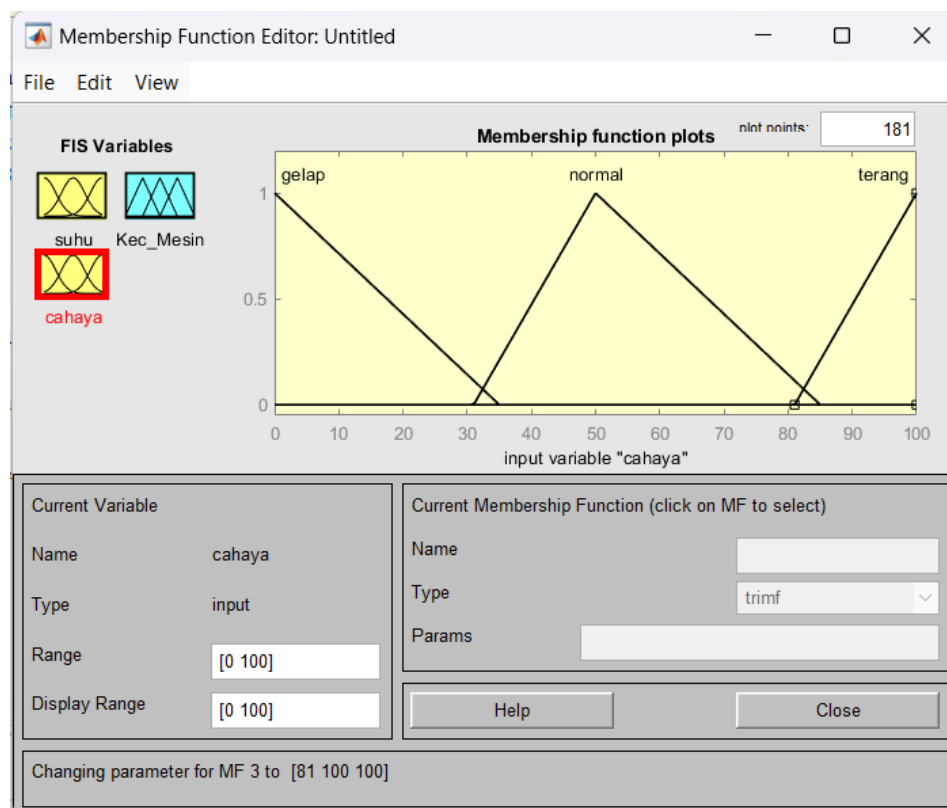 Membership Function Editor: Untitled
File Edit View
FIS Variables
Membership function plots
plot points:
181
suhu
Kec_Mesin
cahaya
gelap
normal
terang
1
0.5
0
0 10 20 30 40 50 60 70 80 90 100
input variable "cahaya"
Current Variable
Name cahaya
Type input
Range [0 100]
Display Range [0 100]
Current Membership Function (click on MF to select)
Name
Type trimf
Params
Help
Close
Changing parameter for MF 3 to [81 100 100]